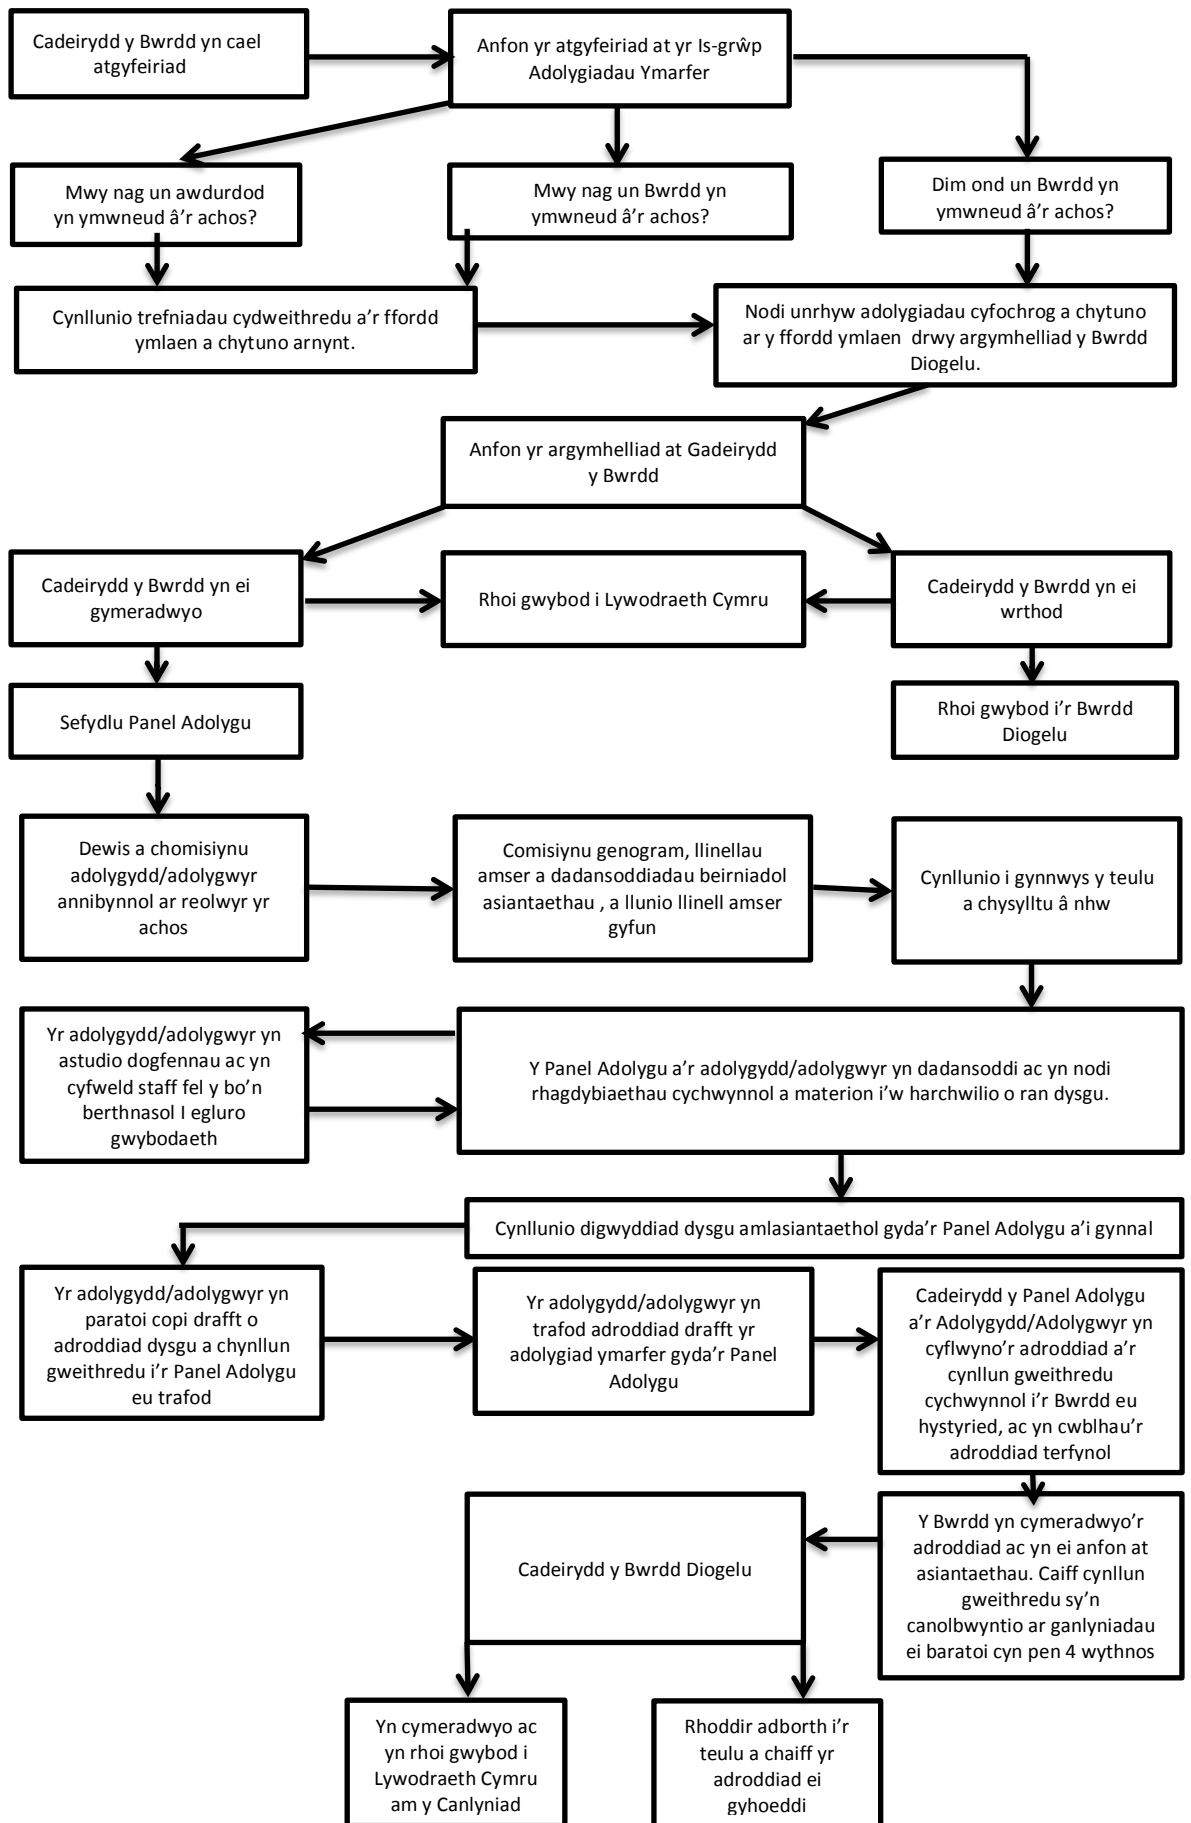 Cadeirydd y Bwrdd yn cael
atgyfeiriad
Anfon yr atgyfeiriad at yr Is-grŵp
Adolygiadau Ymarfer
Mwy nag un awdurdod
yn ymwneud â’r achos?
Mwy nag un Bwrdd yn
ymwneud â’r achos?
Dim ond un Bwrdd yn
ymwneud â’r achos?
Cynllunio trefniadau cydweithredu a’r ffordd
ymlaen a chytuno arnynt.
Nodi unrhyw adolygiadau cyfochrog a chytuno
ar y ffordd ymlaen drwy argymhelliad y Bwrdd
Diogelu.
Anfon yr argymhelliad at Gadeirydd
y Bwrdd
Cadeirydd y Bwrdd yn ei
gymeradwyo
Rhoi gwybod i Lywodraeth Cymru
Cadeirydd y Bwrdd yn ei
wrthod
Sefydlu Panel Adolygu
Rhoi gwybod i’r Bwrdd
Diogelu
Dewis a chomisiynu
adolygydd/adolygwyr
annibynnol ar reolwyr yr
achos
Comisiynu genogram, llinellau
amser a dadansoddiadau beirniadol
asiantaethau , a llunio llinell amser
gyfun
Cynllunio i gynnwys y teulu
a chysylltu â nhw
Yr adolygydd/adolygwyr yn
astudio dogfennau ac yn
cyfweld staff fel y bo’n
berthnasol I egluro
gwybodaeth
Y Panel Adolygu a’r adolygydd/adolygwyr yn dadansoddi ac yn nodi
rhagdybiaethau cychwynnol a materion i’w harchwilio o ran dysgu.
Cynllunio digwyddiad dysgu amlasiantaethol gyda’r Panel Adolygu a’i gynnal
Yr adolygydd/adolygwyr yn
paratoi copi drafft o
adroddiad dysgu a chynllun
gweithredu i’r Panel Adolygu
eu trafod
Yr adolygydd/adolygwyr yn
trafod adroddiad drafft yr
adolygiad ymarfer gyda’r Panel
Adolygu
Cadeirydd y Panel Adolygu
a’r Adolygydd/Adolygwyr yn
cyflwyno’r adroddiad a’r
cynllun gweithredu
cychwynnol i’r Bwrdd eu
hystyried, ac yn cwblhau’r
adroddiad terfynol
Y Bwrdd yn cymeradwyo’r
adroddiad ac yn ei anfon at
asiantaethau. Caiff cynllun
gweithredu sy’n
canolbwyntio ar ganlyniadau
ei baratoi cyn pen 4 wythnos
Cadeirydd y Bwrdd Diogelu
Yn cymeradwyo ac
yn rhoi gwybod i
Lywodraeth Cymru
am y Canlyniad
Rhoddir adborth i’r
teulu a chaiff yr
adroddiad ei
gyhoeddi